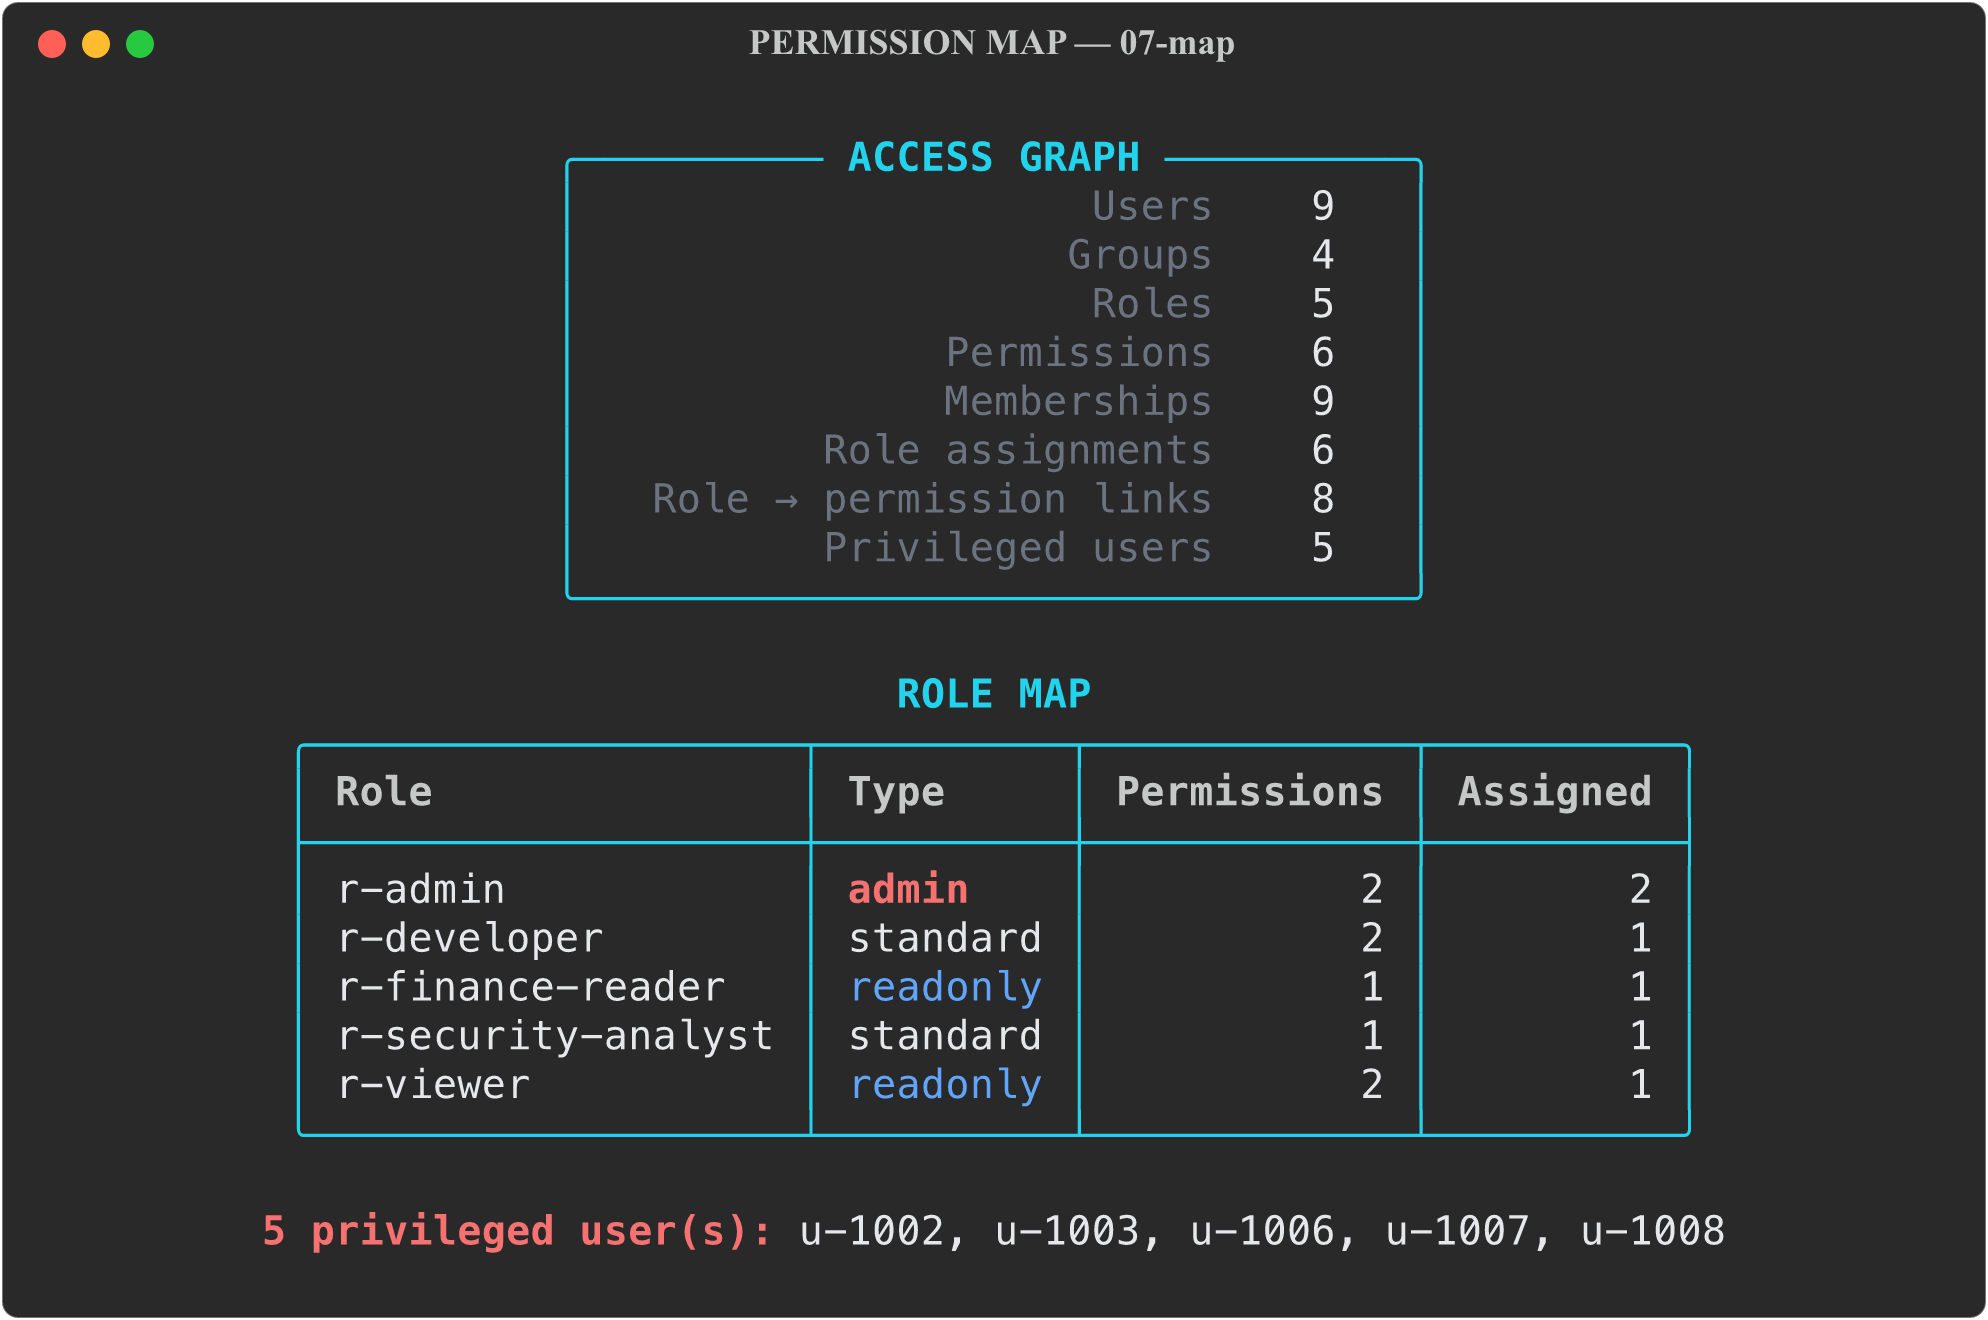 PERMISSION MAP — 07-map
ACCESS GRAPH
Users 9
Groups 4
Roles 5
Permissions 6
Memberships 9
Role assignments 6
Role → permission links 8
Privileged users 5
ROLE MAP
Role Type Permissions Assigned
r-admin admin 2 2
r-developer standard 2 1
r-finance-reader readonly 1 1
r-security-analyst standard 1 1
r-viewer readonly 2 1
5 privileged user(s): u-1002, u-1003, u-1006, u-1007, u-1008